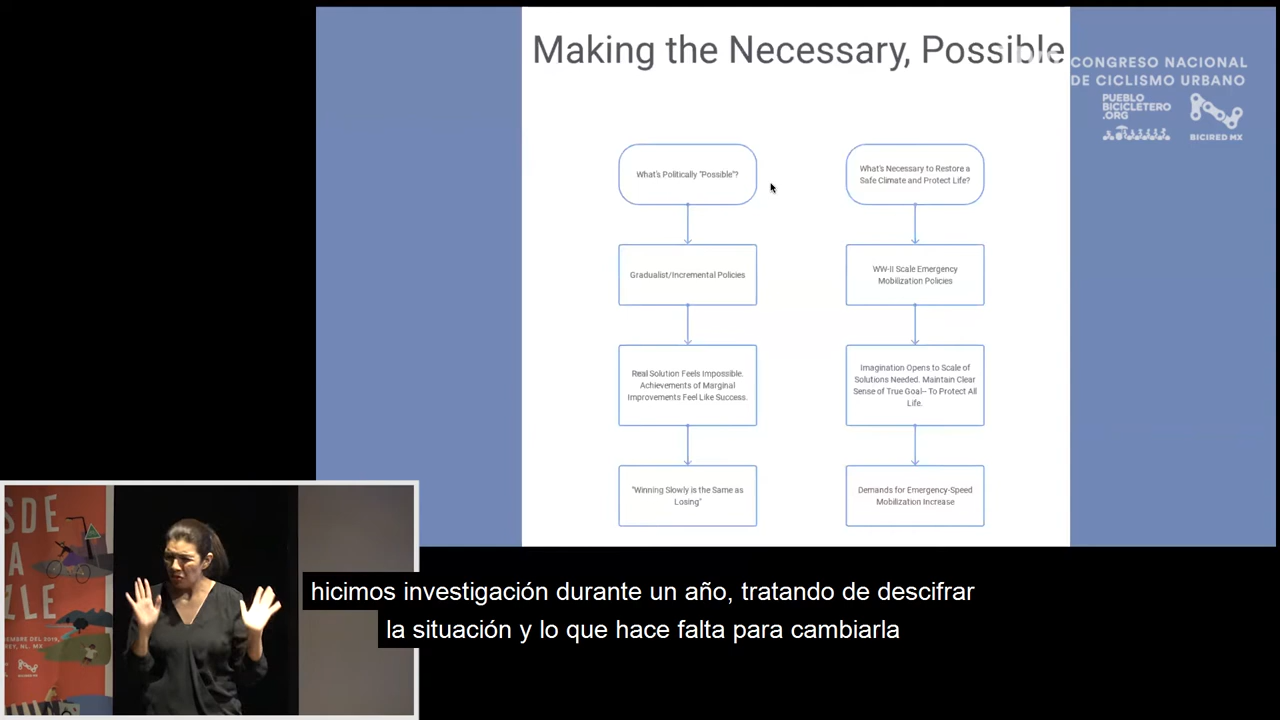 Making the Necessary, Possible
CONGRESO NACIONAL
DE CICLISMO URBANO
PUEBLO
BICICLETERO
.ORG
BICIRED MX
What's Politically "Possible"?
What's Necessary to Restore a
Safe Climate and Protect Life?
Gradualist/Incremental Policies
WW-II Scale Emergency
Mobilization Policies
Real Solution Feels Impossible.
Achievements of Marginal
Improvements Feel Like Success.
Imagination Opens to Scale of
Solutions Needed. Maintain Clear
Sense of True Goal-- To Protect All
Life.
"Winning Slowly is the Same as
Losing"
Demands for Emergency-Speed
Mobilization Increase
SDE
A
ZLE
hicimos investigación durante un año, tratando de descifrar
la situación y lo que hace falta para cambiarla